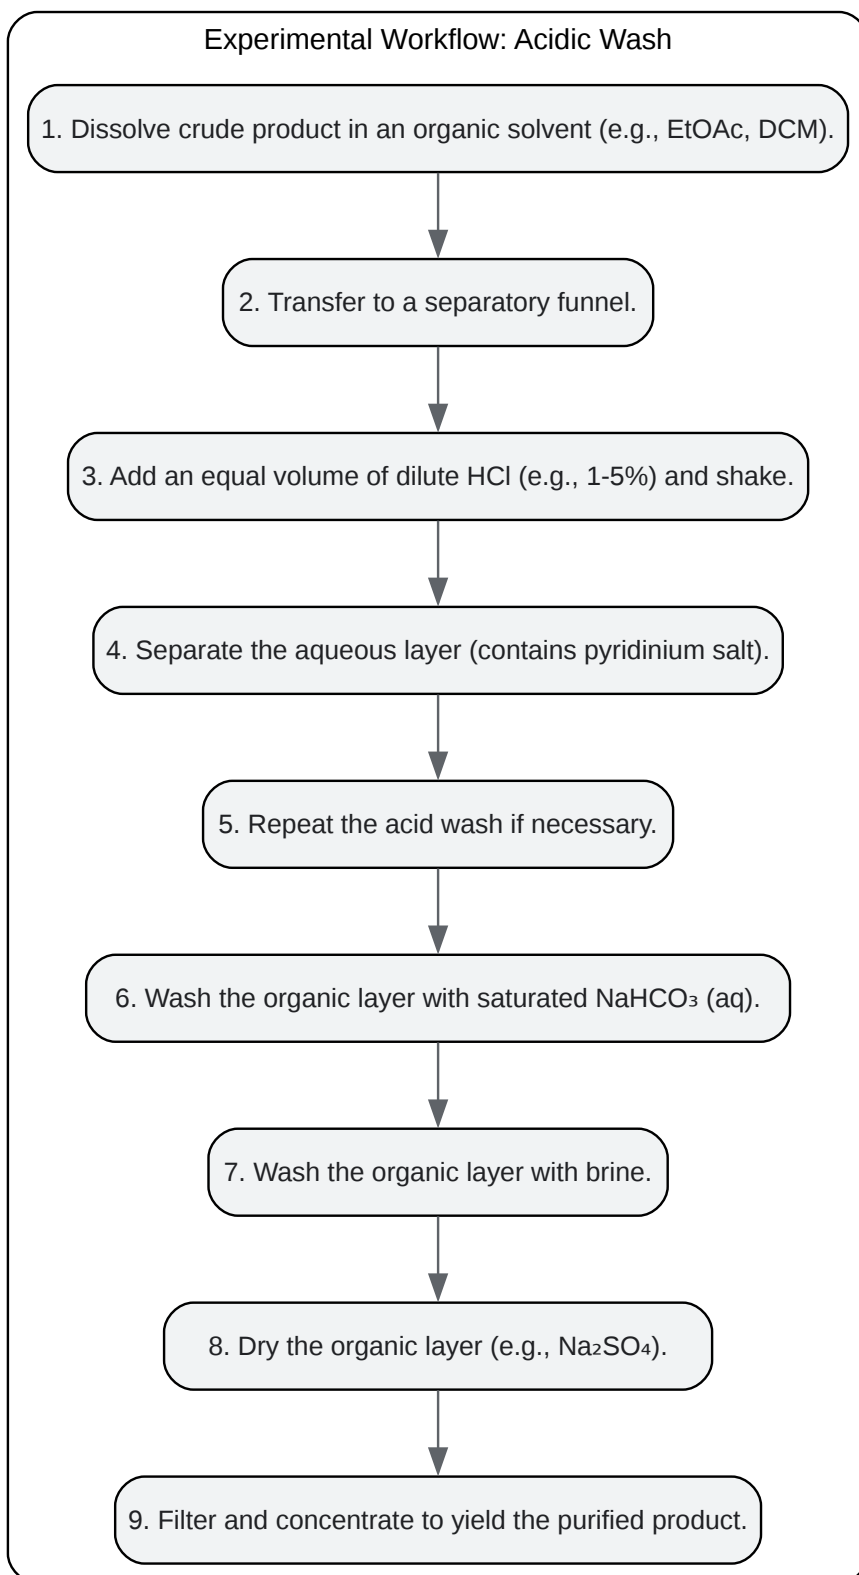 Experimental Workflow: Acidic Wash
1. Dissolve crude product in an organic solvent (e.g., EtOAc, DCM).
2. Transfer to a separatory funnel.
3. Add an equal volume of dilute HCl (e.g., 1-5%) and shake.
4. Separate the aqueous layer (contains pyridinium salt).
5. Repeat the acid wash if necessary.
6. Wash the organic layer with saturated NaHCO₃ (aq).
7. Wash the organic layer with brine.
8. Dry the organic layer (e.g., Na₂SO₄).
9. Filter and concentrate to yield the purified product.